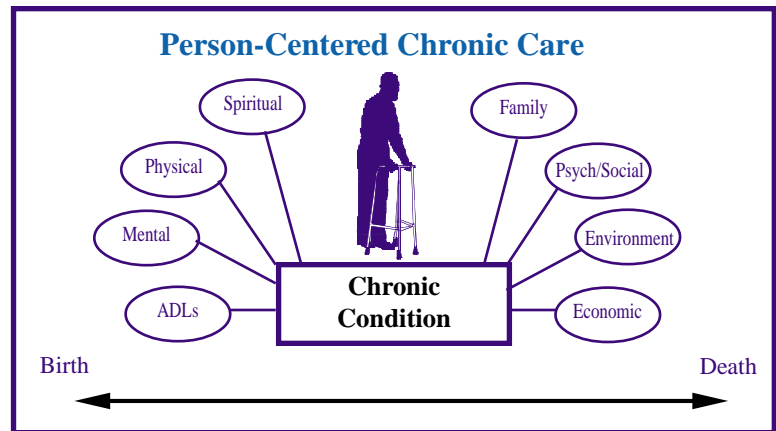 Person-Centered Chronic Care
Spiritual
Family
Physical
Psych/Social
Mental
Environment
ADLs
Chronic
Condition
Economic
Birth
Death